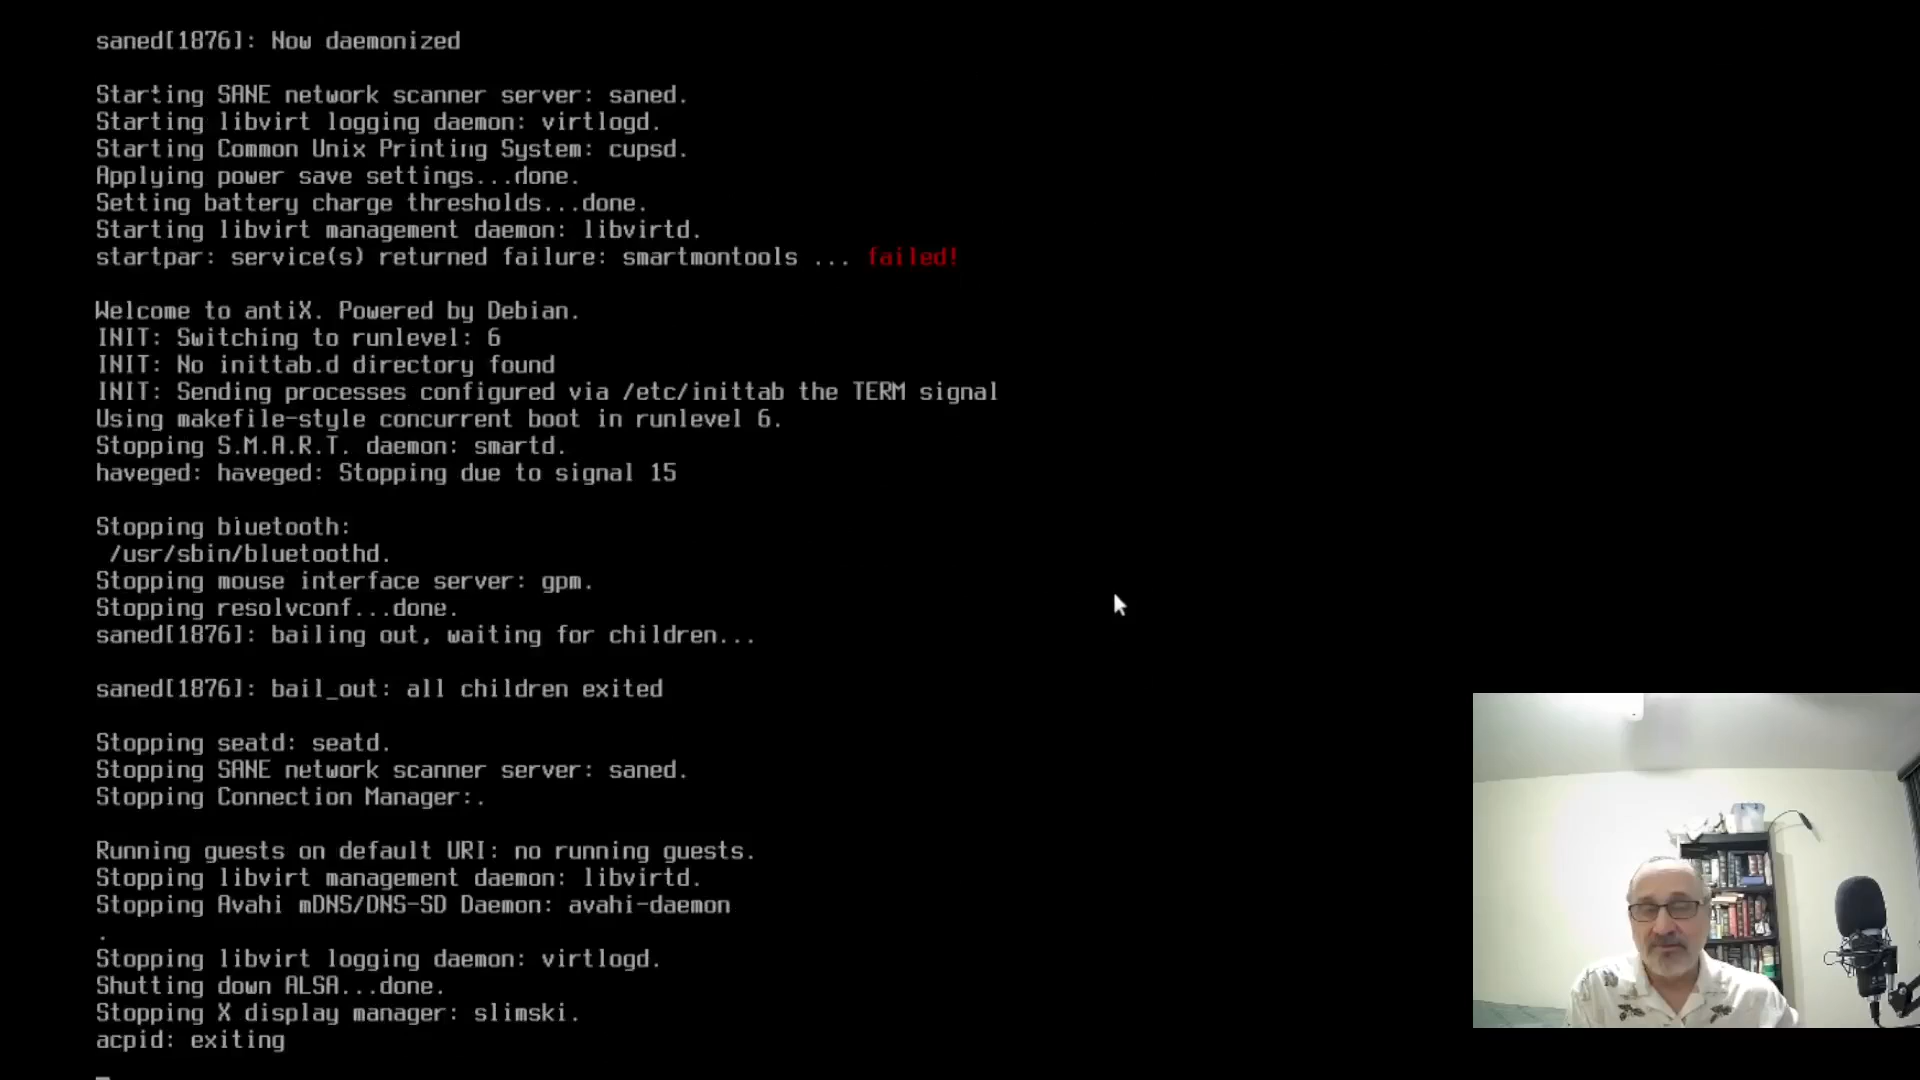 saned[1876]: Now daemonized
Starting SANE network scanner server: saned.
Starting libvirt logging daemon: virtlogd.
Starting Common Unix Printing System: cupsd.
Applying power save settings...done.
Setting battery charge thresholds...done.
Starting libvirt management daemon: libvirtd.
startpar: service(s) returned failure: smartmontools ... failed!
Welcome to antiX. Powered by Debian.
INIT: Switching to runlevel: 6
INIT: No inittab.d directory found
INIT: Sending processes configured via /etc/inittab the TERM signal
Using makefile-style concurrent boot in runlevel 6.
Stopping S.M.A.R.T. daemon: smartd.
haveged: haveged: Stopping due to signal 15
Stopping bluetooth:
/usr/sbin/bluetoothd.
Stopping mouse interface server: gpm.
Stopping resolvconf...done.
saned[1876]: bailing out, waiting for children...
saned[1876]: bail_out: all children exited
Stopping seatd: seatd.
Stopping SANE network scanner server: saned.
Stopping Connection Manager:.
Running guests on default URI: no running guests.
Stopping libvirt management daemon: libvirtd.
Stopping Avahi mDNS/DNS-SD Daemon: avahi-daemon
.
Stopping libvirt logging daemon: virtlogd.
Shutting down ALSA...done.
Stopping X display manager: slimski.
acpid: exiting